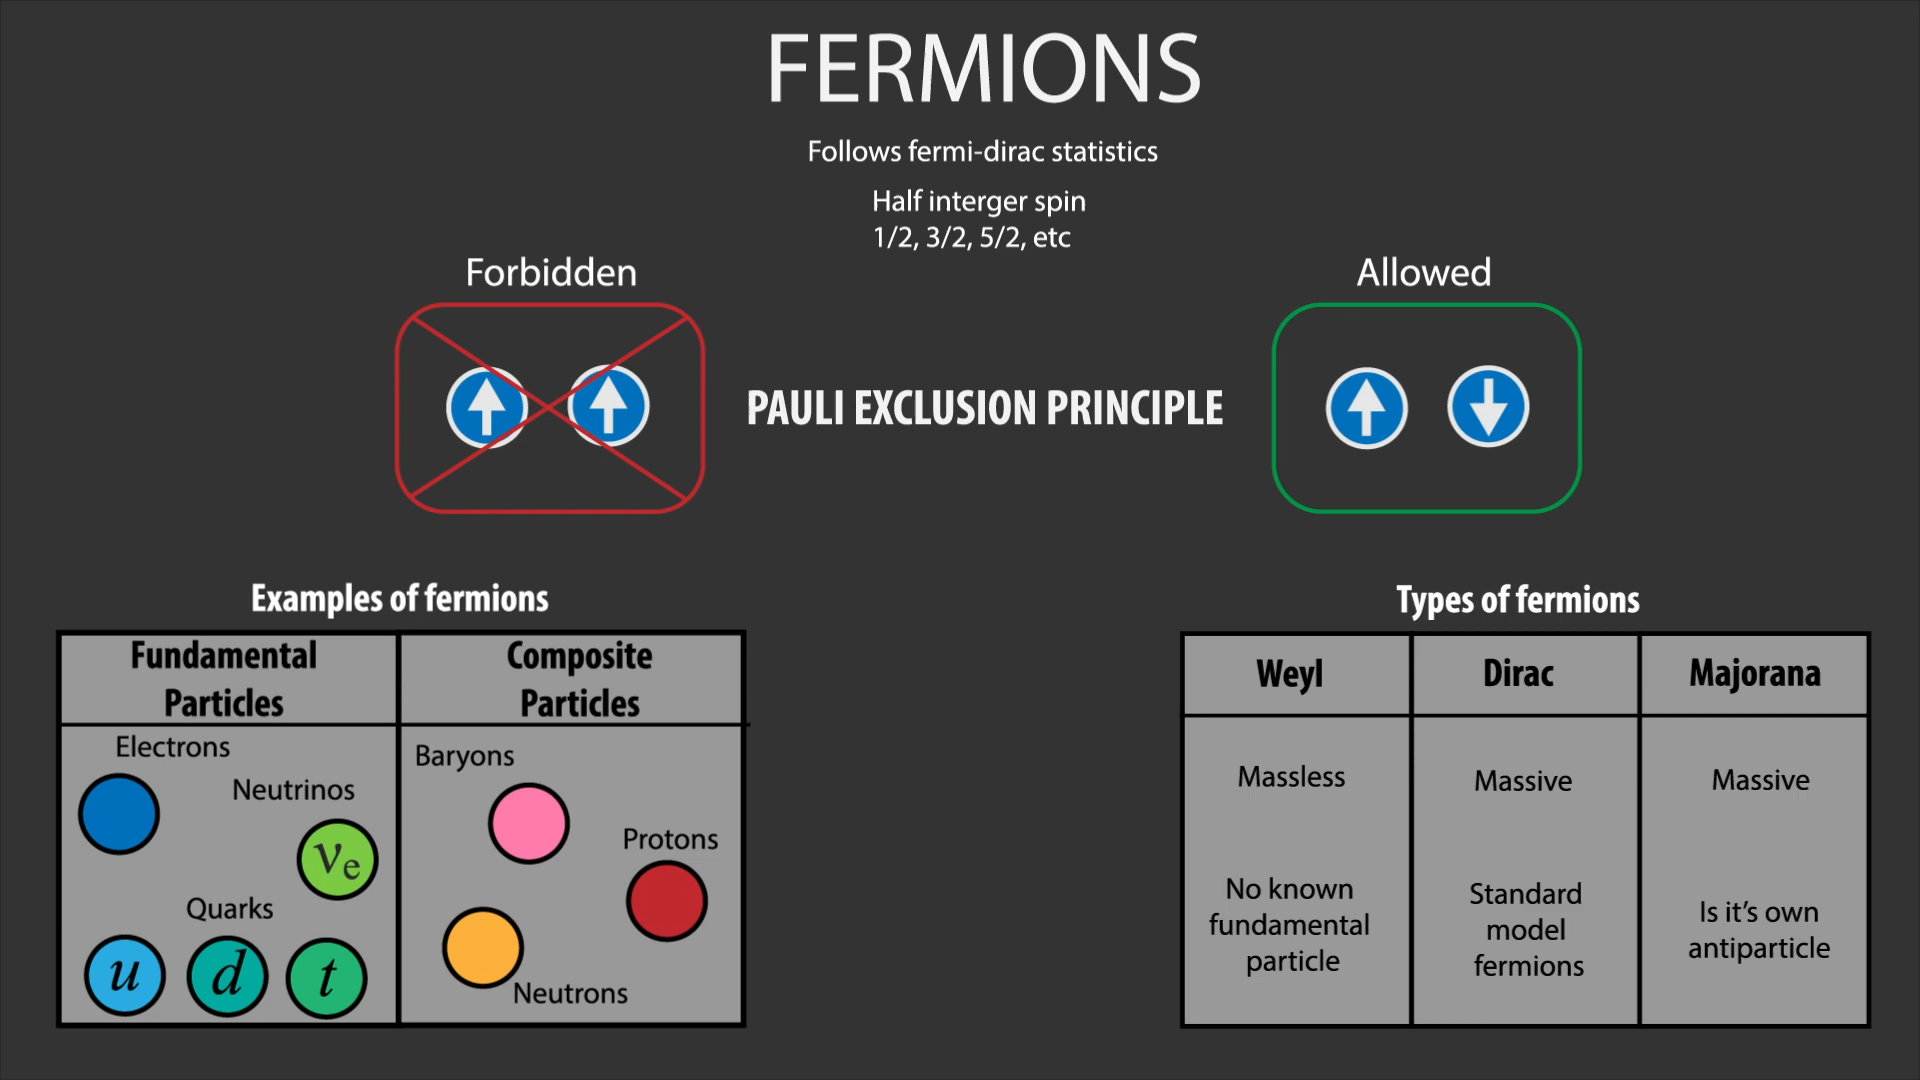 FERMIONS
Follows fermi-dirac statistics
Half interger spin
1/2, 3/2, 5/2, etc
Forbidden
Allowed
PAULI EXCLUSION PRINCIPLE
Examples of fermions
Fundamental
Particles
Composite
Particles
Electrons
Neutrinos
νe
Quarks
u d t
Baryons
Protons
Neutrons
Types of fermions
Weyl
Dirac
Majorana
Massless
Massive
Massive
No known
fundamental
particle
Standard
model
fermions
Is it's own
antiparticle